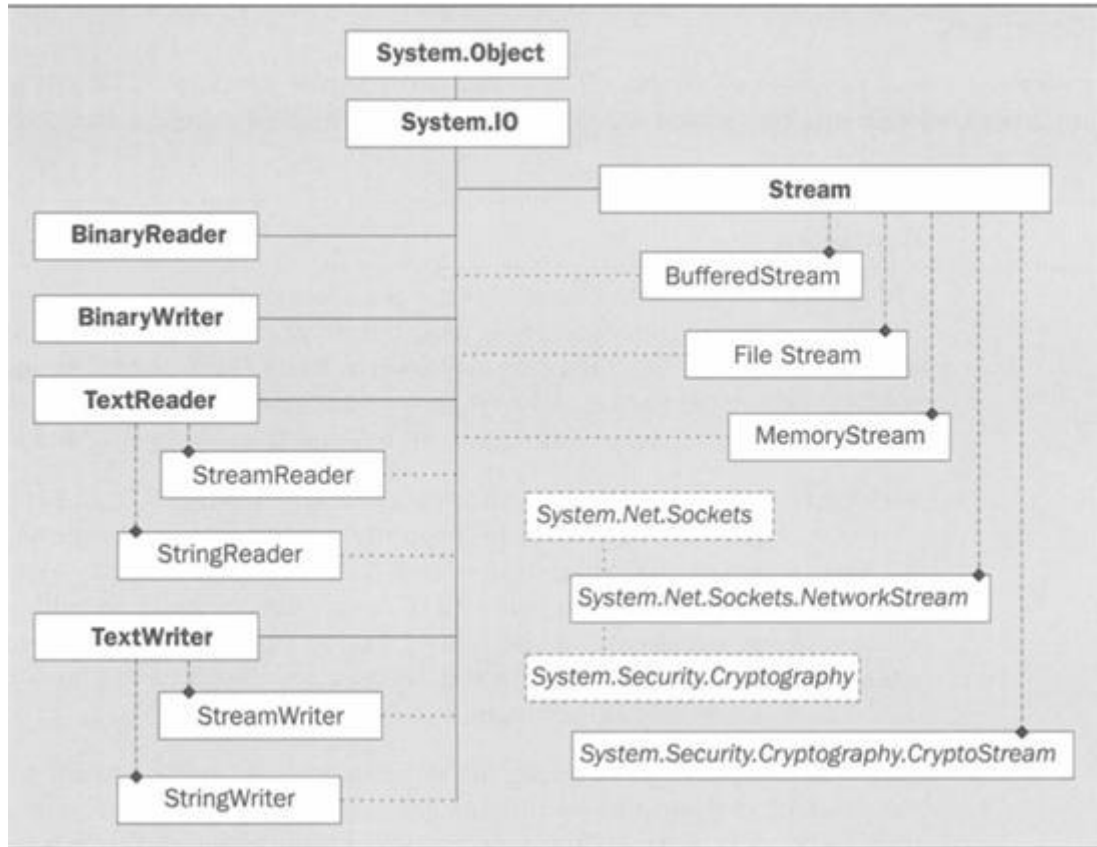 System.Object
System.IO
Stream
BinaryReader
BufferedStream
BinaryWriter
File Stream
TextReader
MemoryStream
StreamReader
System.Net.Sockets
StringReader
System.Net.Sockets.NetworkStream
TextWriter
System.Security.Cryptography
StreamWriter
System.Security.Cryptography.CryptoStream
StringWriter